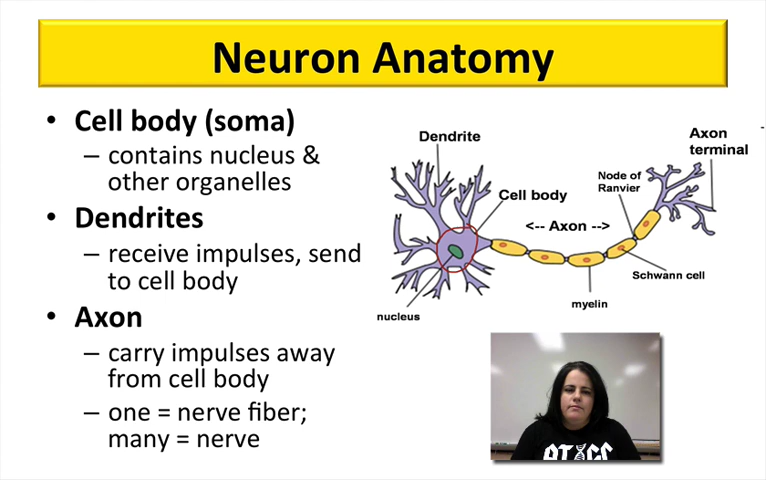 Neuron Anatomy
• Cell body (soma)
– contains nucleus &
other organelles
• Dendrites
– receive impulses, send
to cell body
• Axon
– carry impulses away
from cell body
– one = nerve fiber;
many = nerve
Dendrite
Cell body
Axon
terminal
Node of
Ranvier
<-- Axon -->
Schwann cell
myelin
nucleus